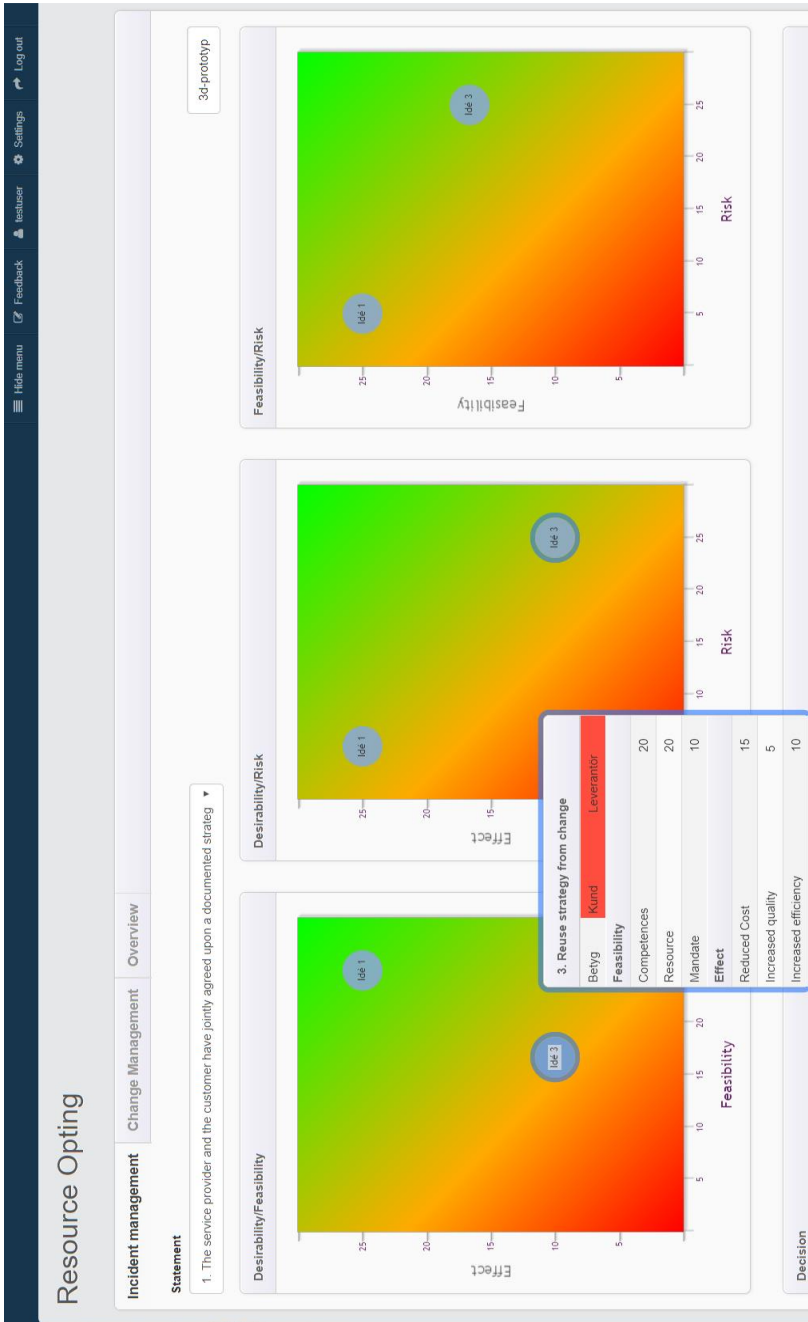 Hide menu
Feedback
testuser
Settings
Log out
Resource Opting
Incident management
Change Management
Overview
Statement
1. The service provider and the customer have jointly agreed upon a documented strateg
3d-prototyp
Desirability/Feasibility
Effect
25
20
15
10
5
Idé 1
Idé 3
5
10
15
20
Feasibility
Desirability/Risk
Effect
25
20
15
Idé 1
Idé 3
10
15
20
25
Risk
Feasibility/Risk
Feasibility
25
20
15
10
5
Idé 1
Idé 3
5
10
15
20
25
Risk
3. Reuse strategy from change
Betyg Kund Leverantör
Feasibility
Competences 20
Resource 20
Mandate 10
Effect
Reduced Cost 15
Increased quality 5
Increased efficiency 10
Decision